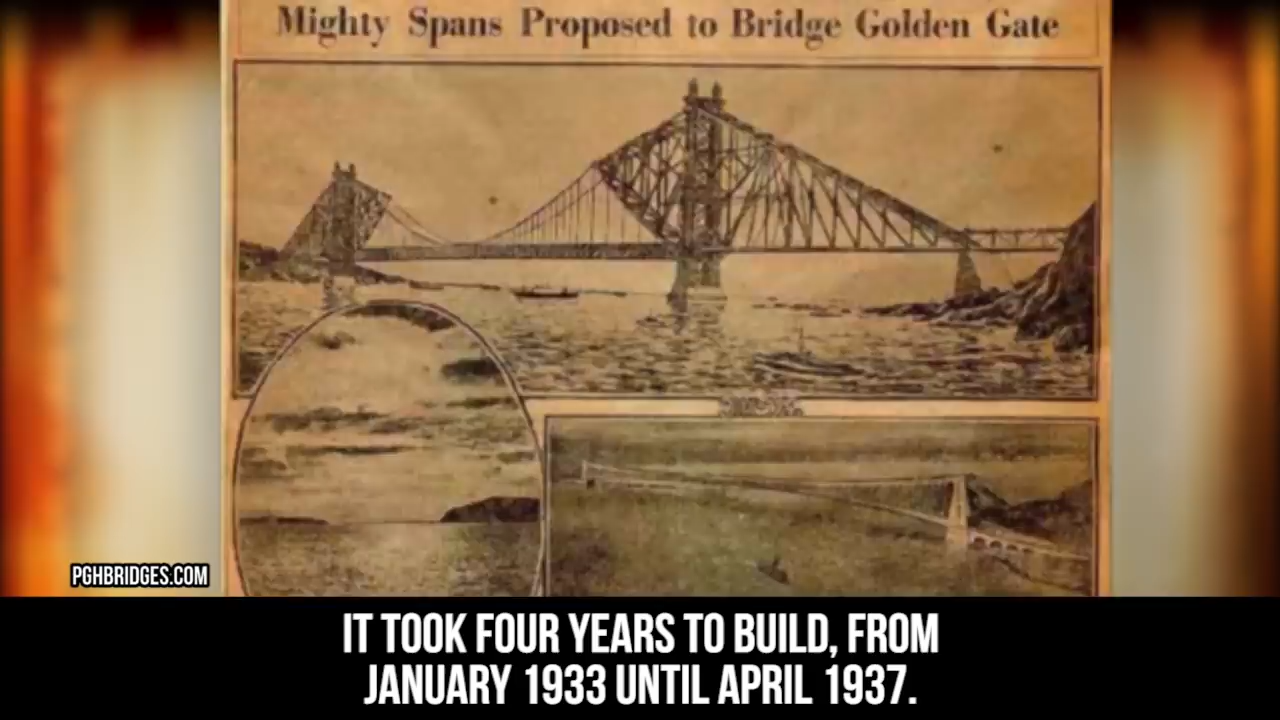 Mighty Spans Proposed to Bridge Golden Gate
PGHBRIDGES.COM
IT TOOK FOUR YEARS TO BUILD, FROM
JANUARY 1933 UNTIL APRIL 1937.